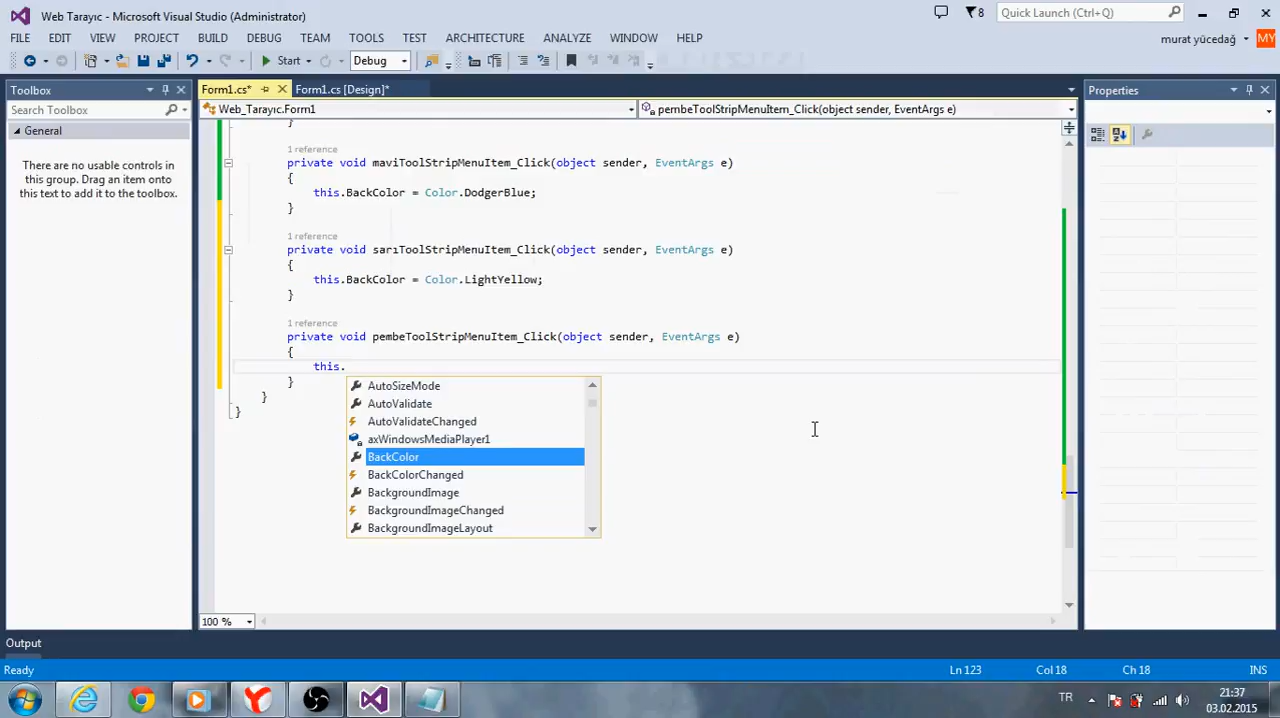 Web Tarayıc - Microsoft Visual Studio (Administrator)
8
Quick Launch (Ctrl+Q)
FILE EDIT VIEW PROJECT BUILD DEBUG TEAM TOOLS TEST ARCHITECTURE ANALYZE WINDOW HELP
murat yücedağ
MY
Start
Debug
Toolbox
Form1.cs*
Form1.cs [Design]*
Properties
Search Toolbox
Web_Tarayıc.Form1
pembeToolStripMenuItem_Click(object sender, EventArgs e)
General
There are no usable controls in
this group. Drag an item onto
this text to add it to the toolbox.
}
1 reference
private void maviToolStripMenuItem_Click(object sender, EventArgs e)
{
this.BackColor = Color.DodgerBlue;
}
1 reference
private void sarıToolStripMenuItem_Click(object sender, EventArgs e)
{
this.BackColor = Color.LightYellow;
}
1 reference
private void pembeToolStripMenuItem_Click(object sender, EventArgs e)
{
this.
}
}
}
AutoSizeMode
AutoValidate
AutoValidateChanged
axWindowsMediaPlayer1
BackColor
BackColorChanged
BackgroundImage
BackgroundImageChanged
BackgroundImageLayout
100 %
Output
Ready
Ln 123
Col 18
Ch 18
INS
TR
21:37
03.02.2015